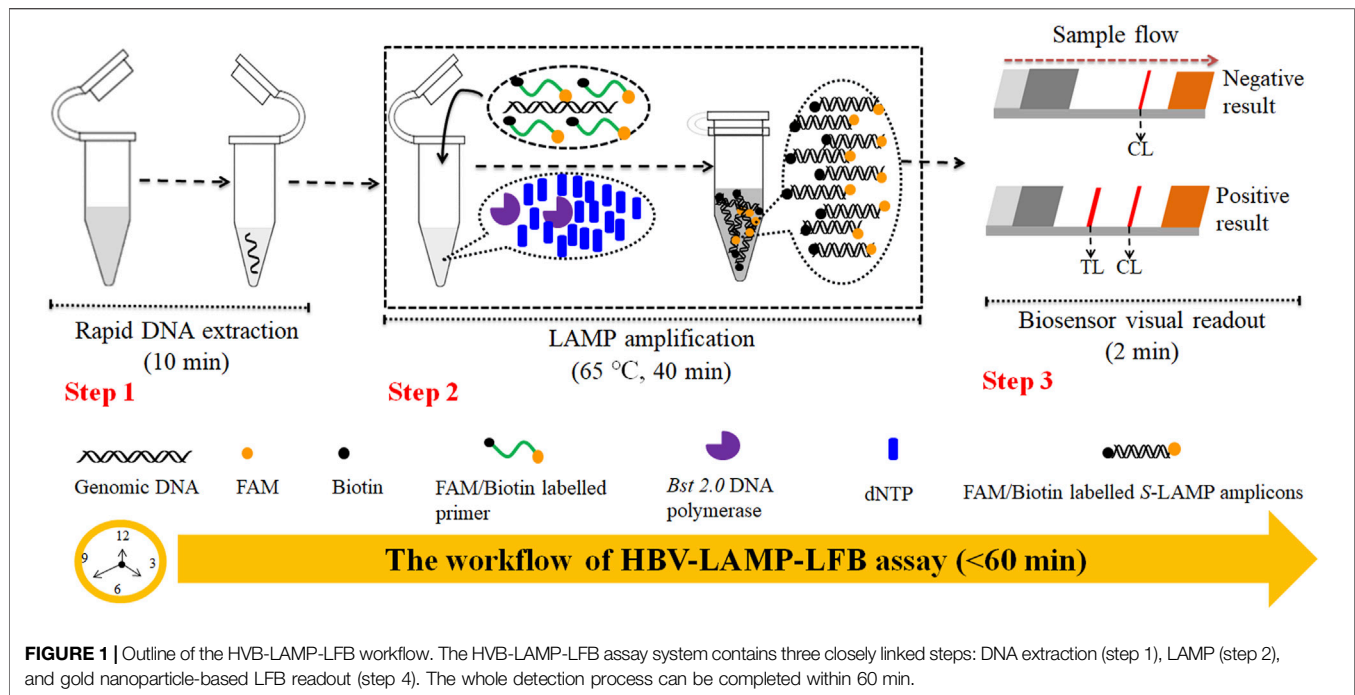 Sample flow
Negative
result
CL
Positive
result
TL CL
Rapid DNA extraction
(10 min)
Step 1
LAMP amplification
(65 °C, 40 min)
Step 2
Biosensor visual readout
(2 min)
Step 3
Genomic DNA
FAM
Biotin
FAM/Biotin labelled
primer
Bst 2.0 DNA
polymerase
dNTP
FAM/Biotin labelled S-LAMP amplicons
12
9
3
6
The workflow of HBV-LAMP-LFB assay (<60 min)
FIGURE 1 | Outline of the HVB-LAMP-LFB workflow. The HVB-LAMP-LFB assay system contains three closely linked steps: DNA extraction (step 1), LAMP (step 2),
and gold nanoparticle-based LFB readout (step 4). The whole detection process can be completed within 60 min.